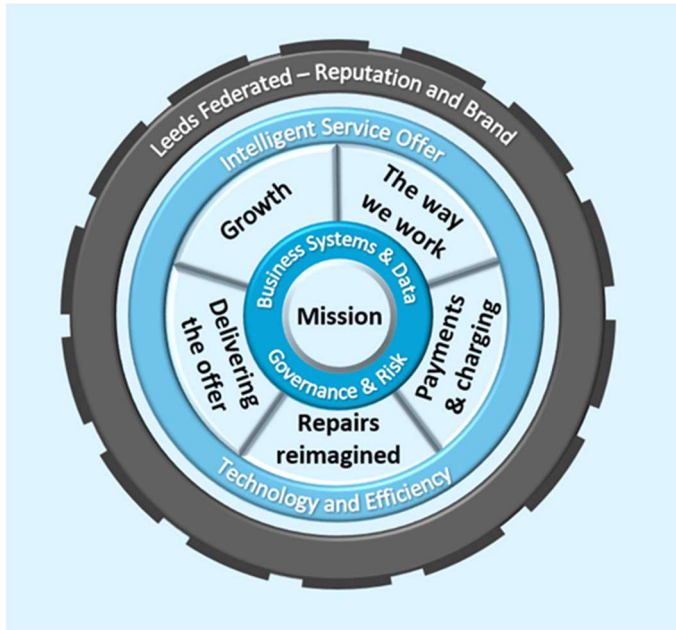 Leeds Federated – Reputation and Brand
Intelligent Service Offer
Growth
The way
we work
Business Systems & Data
Mission
Governance & Risk
Delivering
the offer
Payments
& charging
Repairs
reimagined
Technology and Efficiency